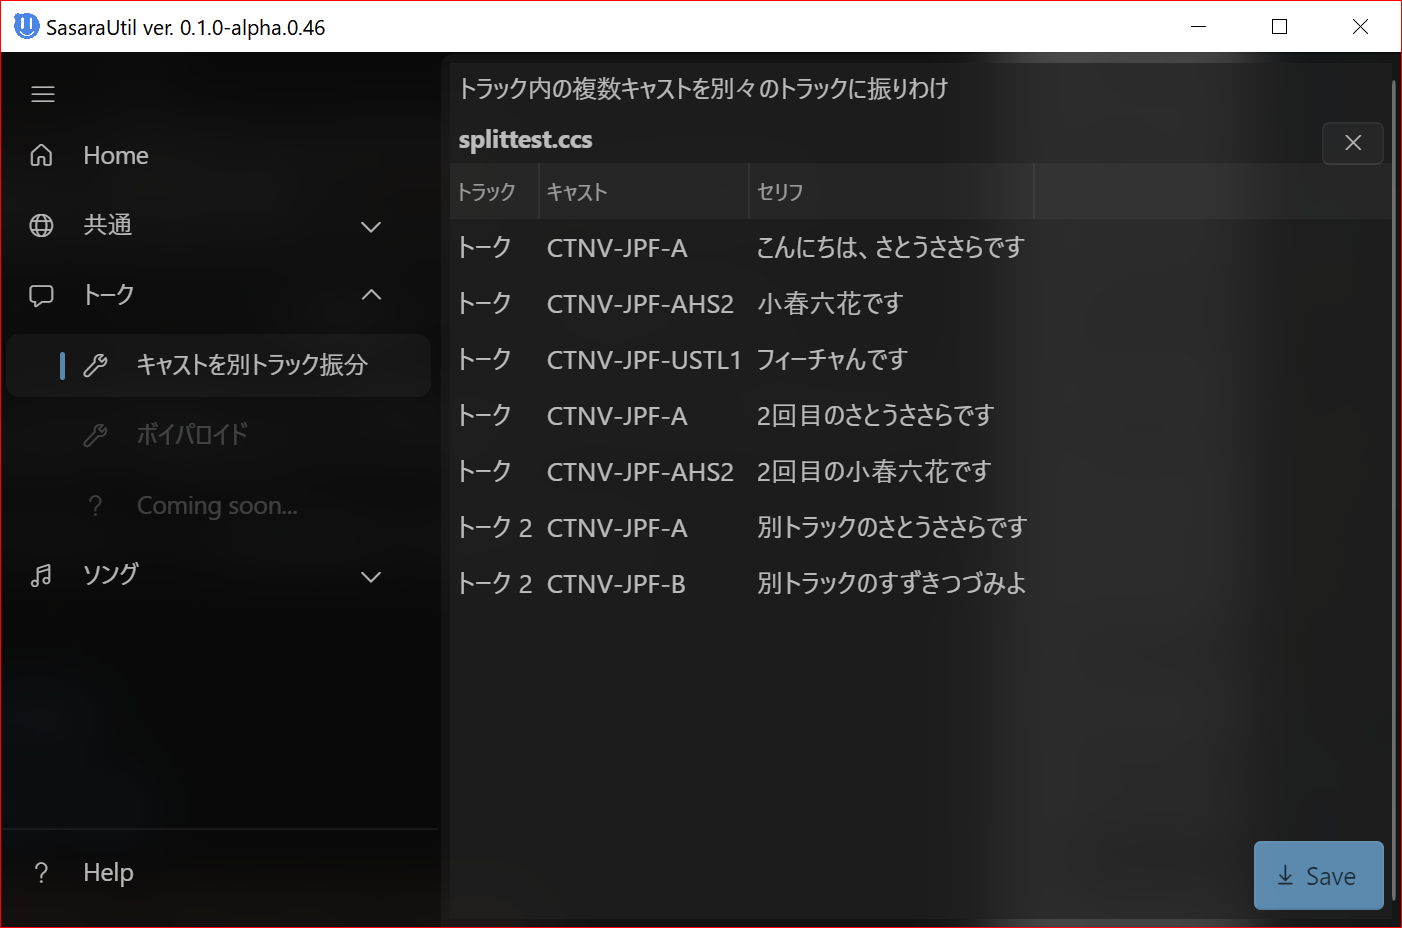 SasaraUtil ver. 0.1.0-alpha.0.46
Home
共通
トーク
キャストを別トラック振分
ボイパロイド
? Coming soon...
ソング
? Help
トラック内の複数キャストを別々のトラックに振りわけ
splittest.ccs
トラック キャスト セリフ
トーク CTNV-JPF-A こんにちは、さとうささらです
トーク CTNV-JPF-AHS2 小春六花です
トーク CTNV-JPF-USTL1 フィーチャんです
トーク CTNV-JPF-A 2回目のさとうささらです
トーク CTNV-JPF-AHS2 2回目の小春六花です
トーク 2 CTNV-JPF-A 別トラックのさとうささらです
トーク 2 CTNV-JPF-B 別トラックのすずきつづみよ
Save